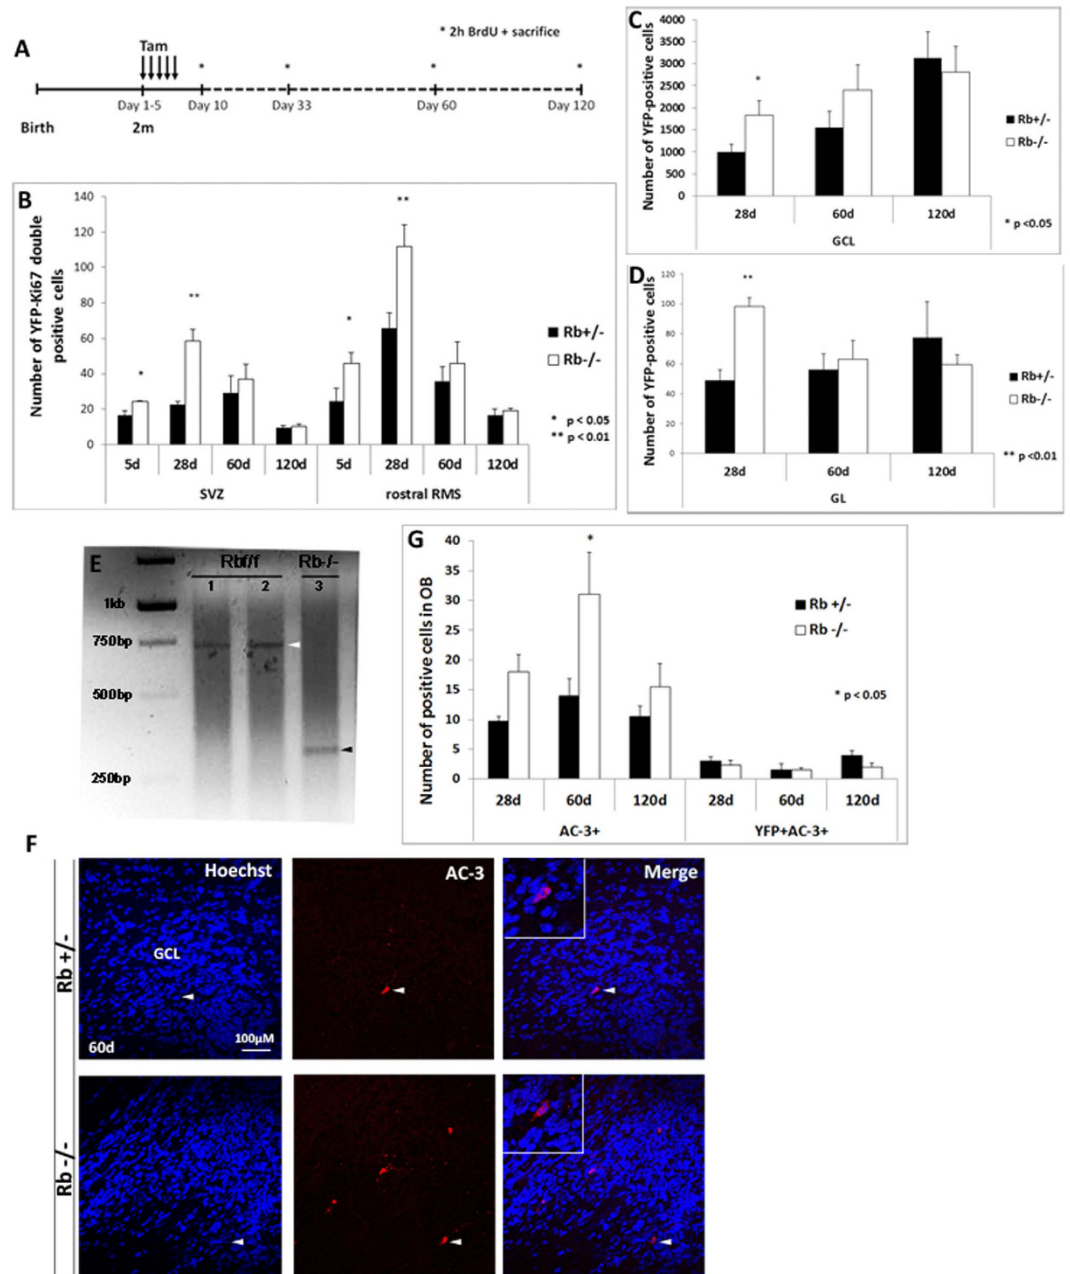 A
Tam
* 2h BrdU + sacrifice
* * * *
Day 1-5 Day 10 Day 33 Day 60 Day 120
Birth 2m
B
Number of YFP-Ki67 double
positive cells
140
120
100
80
60
40
20
0
* ** * **
5d 28d 60d 120d 5d 28d 60d 120d
SVZ rostral RMS
Rb+/-
Rb-/-
* p < 0.05
** p < 0.01
C
Number of YFP-positive cells
4000
3500
3000
2500
2000
1500
1000
500
0
*
28d 60d 120d
GCL
Rb+/-
Rb-/-
* p <0.05
D
Number of YFP-positive cells
120
100
80
60
40
20
0
**
28d 60d 120d
GL
Rb+/-
Rb-/-
** p <0.01
E
Rbf/f Rb-/-
1 2 3
1kb
750bp
500bp
250bp
G
Number of positive cells in OB
40
35
30
25
20
15
10
5
0
*
28d 60d 120d 28d 60d 120d
AC-3+ YFP+AC-3+
Rb +/-
Rb -/-
* p < 0.05
F
Hoechst AC-3 Merge
Rb +/-
GCL
60d
100μM
Rb -/-